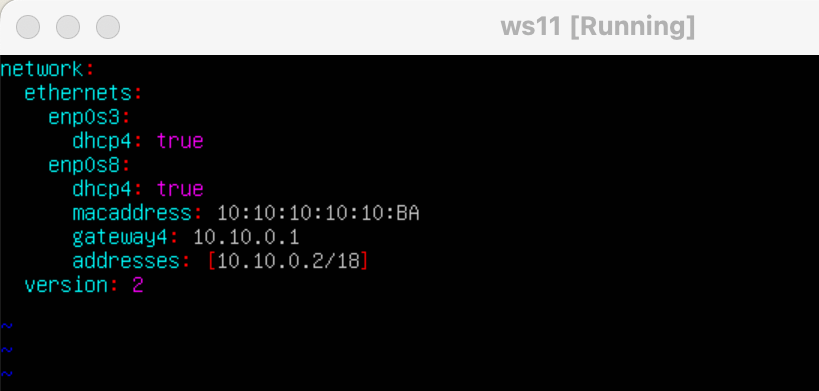 ws11 [Running]
network:
  ethernets:
    enp0s3:
      dhcp4: true
    enp0s8:
      dhcp4: true
      macaddress: 10:10:10:10:10:BA
      gateway4: 10.10.0.1
      addresses: [10.10.0.2/18]
  version: 2
~
~
~